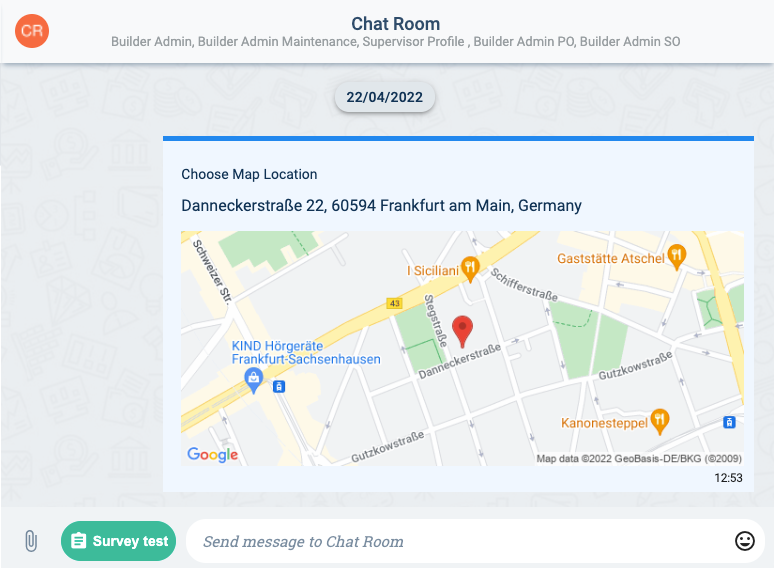 CR
Chat Room
Builder Admin, Builder Admin Maintenance, Supervisor Profile , Builder Admin PO, Builder Admin SO
22/04/2022
Choose Map Location
Danneckerstraße 22, 60594 Frankfurt am Main, Germany
Schweizer Str.
I Siciliani
Gaststätte Atschel
Schifferstraße
43
Stegstraße
KIND Hörgeräte
Frankfurt-Sachsenhausen
Danneckerstraße
Gutzkowstraße
Kanonesteppel
Gutzkowstraße
Google
Map data ©2022 GeoBasis-DE/BKG (©2009)
12:53
Survey test
Send message to Chat Room